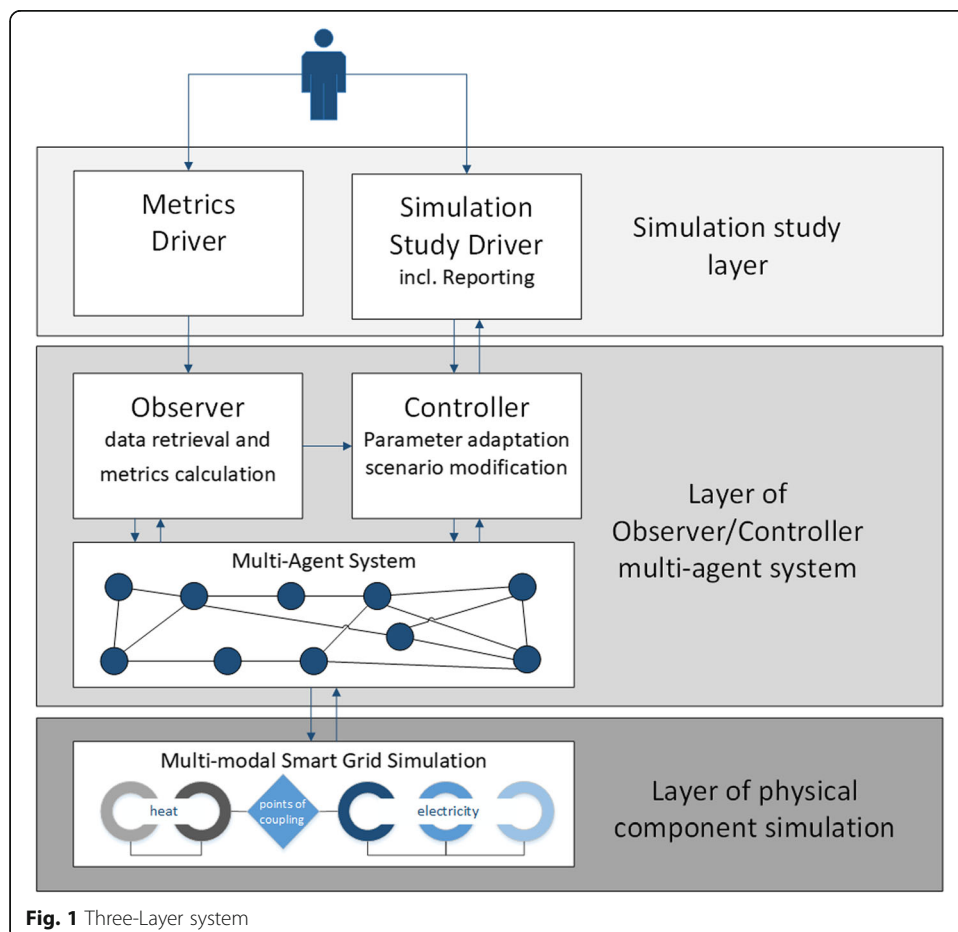 Metrics
Driver
Simulation
Study Driver
incl. Reporting
Simulation study
layer
Observer
data retrieval and
metrics calculation
Controller
Parameter adaptation
scenario modification
Layer of
Observer/Controller
multi-agent system
Multi-Agent System
Multi-modal Smart Grid Simulation
heat
points of
coupling
electricity
Layer of physical
component simulation
Fig. 1 Three-Layer system